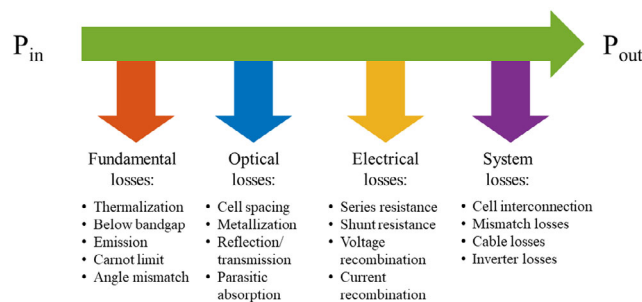 P_in
P_out
Fundamental
losses:
• Thermalization
• Below bandgap
• Emission
• Carnot limit
• Angle mismatch
Optical
losses:
• Cell spacing
• Metallization
• Reflection/
transmission
• Parasitic
absorption
Electrical
losses:
• Series resistance
• Shunt resistance
• Voltage
recombination
• Current
recombination
System
losses:
• Cell interconnection
• Mismatch losses
• Cable losses
• Inverter losses